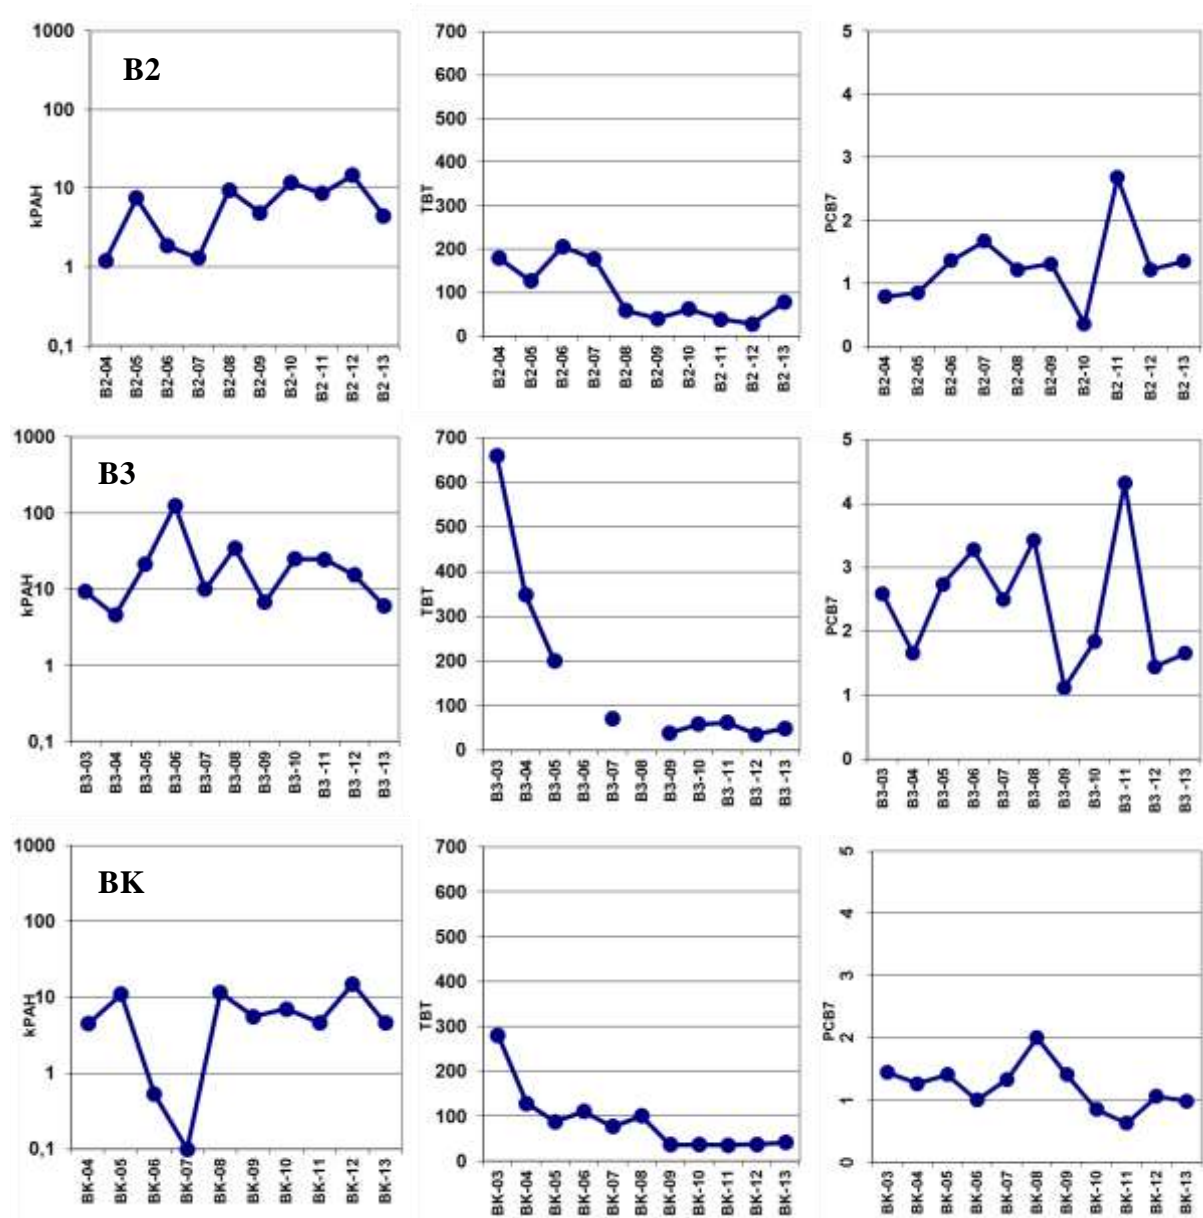 1000
100
10
1
0,1
kPAH
B2
B2-04
B2-05
B2-06
B2-07
B2-08
B2-09
B2-10
B2 -11
B2 -12
B2 -13
700
600
500
400
300
200
100
0
TBT
B2-04
B2-05
B2-06
B2-07
B2-08
B2-09
B2-10
B2 -11
B2 -12
B2 -13
5
4
3
2
1
0
PCB7
B2-04
B2-05
B2-06
B2-07
B2-08
B2-09
B2-10
B2 -11
B2 -12
B2 -13
1000
100
10
1
0,1
kPAH
B3
B3-03
B3-04
B3-05
B3-06
B3-07
B3-08
B3-09
B3-10
B3 -11
B3 -12
B3 -13
700
600
500
400
300
200
100
0
TBT
B3-03
B3-04
B3-05
B3-06
B3-07
B3-08
B3-09
B3-10
B3 -11
B3 -12
B3 -13
5
4
3
2
1
0
PCB7
B3-03
B3-04
B3-05
B3-06
B3-07
B3-08
B3-09
B3-10
B3 -11
B3 -12
B3 -13
1000
100
10
1
0,1
kPAH
BK
BK-04
BK-05
BK-06
BK-07
BK-08
BK-09
BK-10
BK-11
BK-12
BK-13
700
600
500
400
300
200
100
0
TBT
BK-03
BK-04
BK-05
BK-06
BK-07
BK-08
BK-09
BK-10
BK-11
BK-12
BK-13
5
4
3
2
1
0
PCB7
BK-03
BK-04
BK-05
BK-06
BK-07
BK-08
BK-09
BK-10
BK-11
BK-12
BK-13